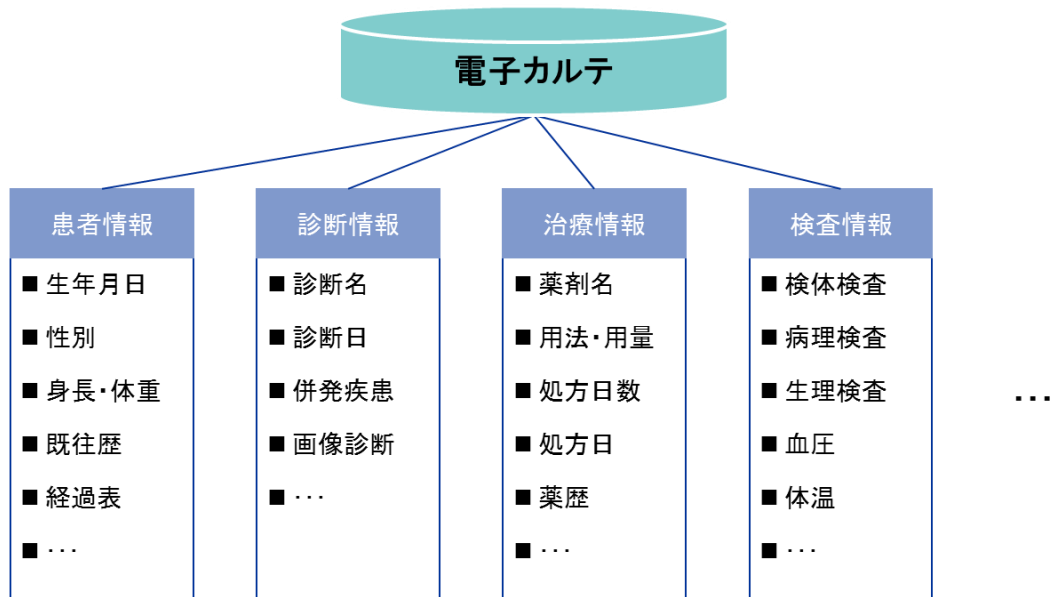 電子カルテ
患者情報
■ 生年月日
■ 性別
■ 身長・体重
■ 既往歴
■ 経過表
■ ･･･
診断情報
■ 診断名
■ 診断日
■ 併発疾患
■ 画像診断
■ ･･･
治療情報
■ 薬剤名
■ 用法・用量
■ 処方日数
■ 処方日
■ 薬歴
■ ･･･
検査情報
■ 検体検査
■ 病理検査
■ 生理検査
■ 血圧
■ 体温
■ ･･･
･･･